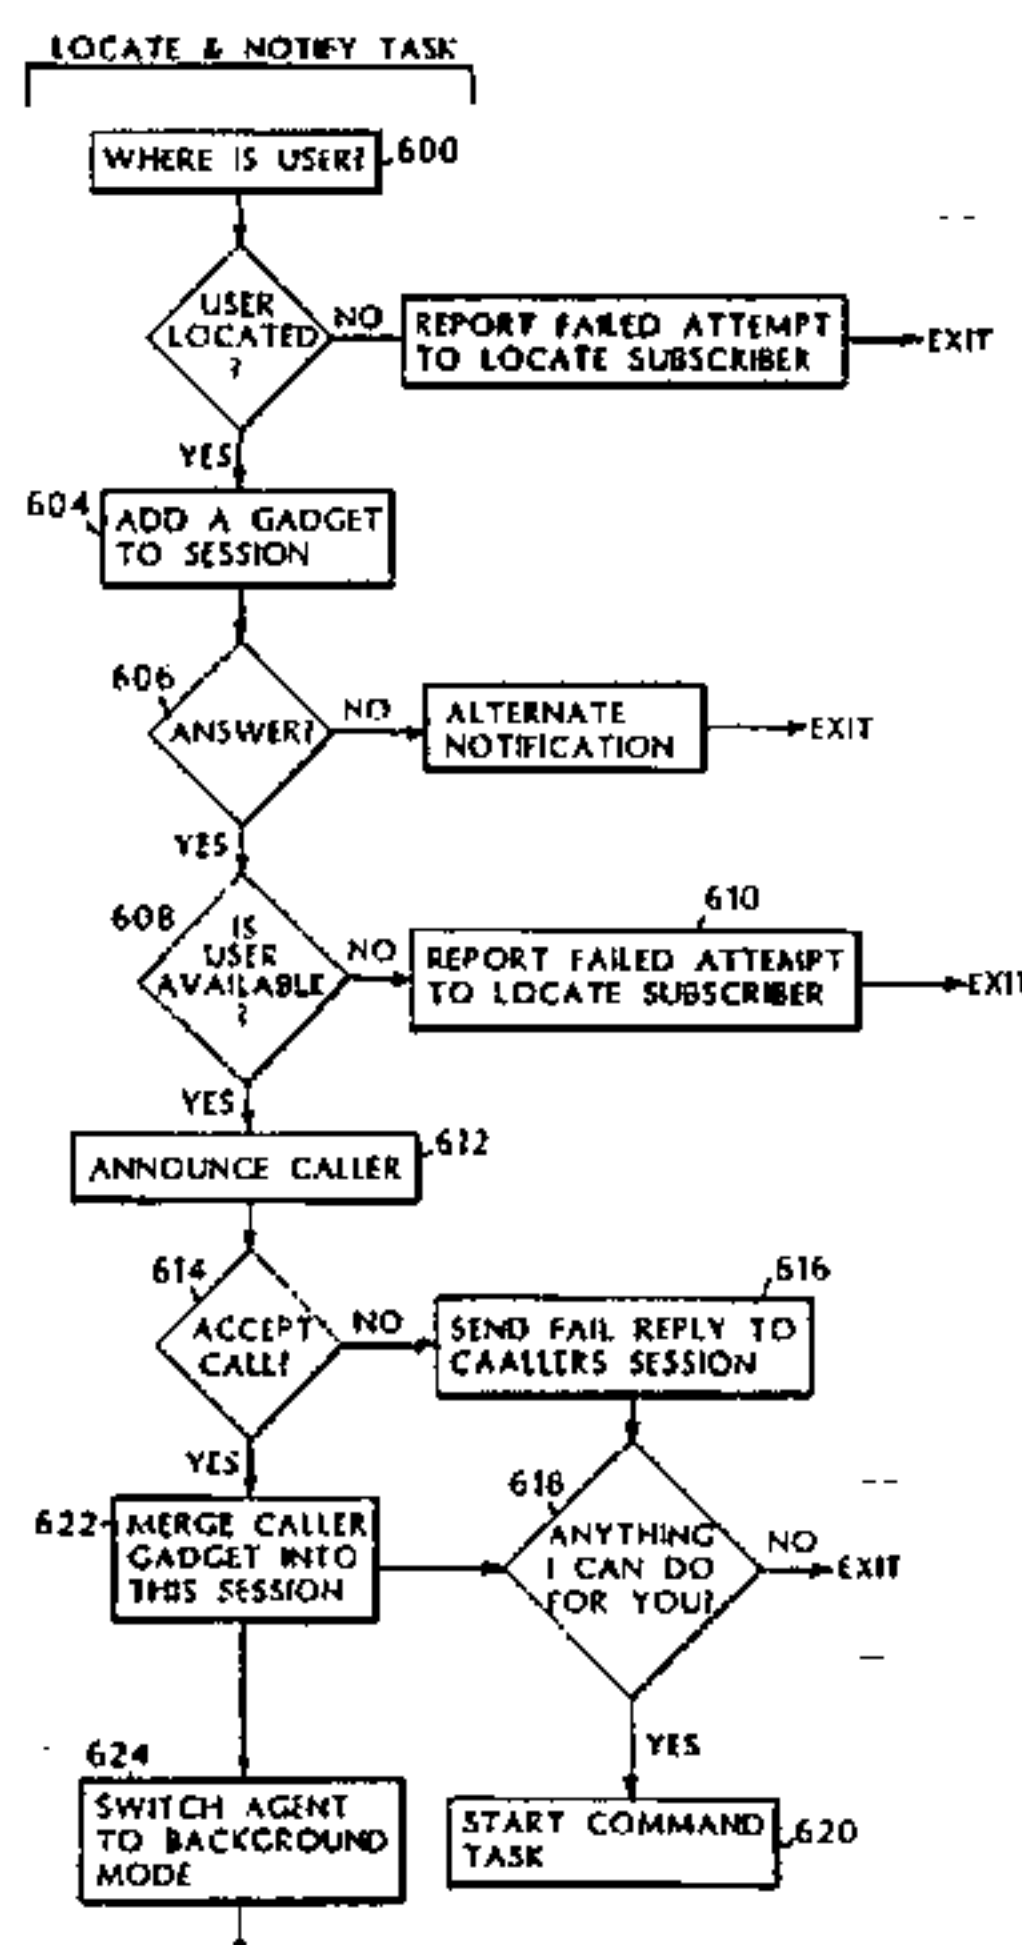 LOCATE & NOTIFY TASK
WHERE IS USER?
600
USER
LOCATED
?
NO
REPORT FAILED ATTEMPT
TO LOCATE SUBSCRIBER
EXIT
YES
604
ADD A GADGET
TO SESSION
606
ANSWER?
NO
ALTERNATE
NOTIFICATION
EXIT
YES
608
IS
USER
AVAILABLE
?
NO
610
REPORT FAILED ATTEMPT
TO LOCATE SUBSCRIBER
EXIT
YES
ANNOUNCE CALLER
612
614
ACCEPT
CALL?
NO
616
SEND FAIL REPLY TO
CAALLERS SESSION
YES
622
MERGE CALLER
GADGET INTO
THIS SESSION
618
ANYTHING
I CAN DO
FOR YOU?
NO
EXIT
YES
624
SWITCH AGENT
TO BACKGROUND
MODE
START COMMAND
TASK
620